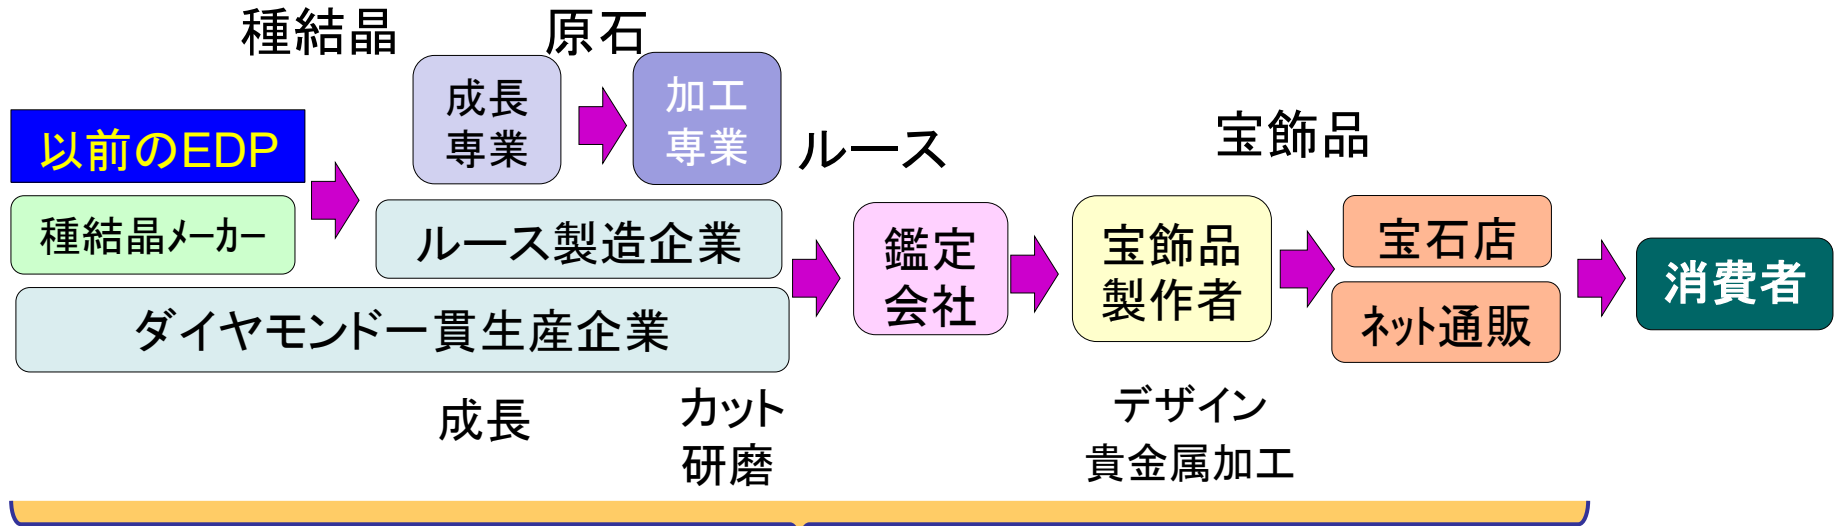 種結晶
原石
成長
専業
加工
専業
以前のEDP
ルース
宝飾品
種結晶メーカー
ルース製造企業
鑑定
会社
宝飾品
製作者
宝石店
ネット通販
消費者
ダイヤモンド一貫生産企業
成長
カット
研磨
デザイン
貴金属加工